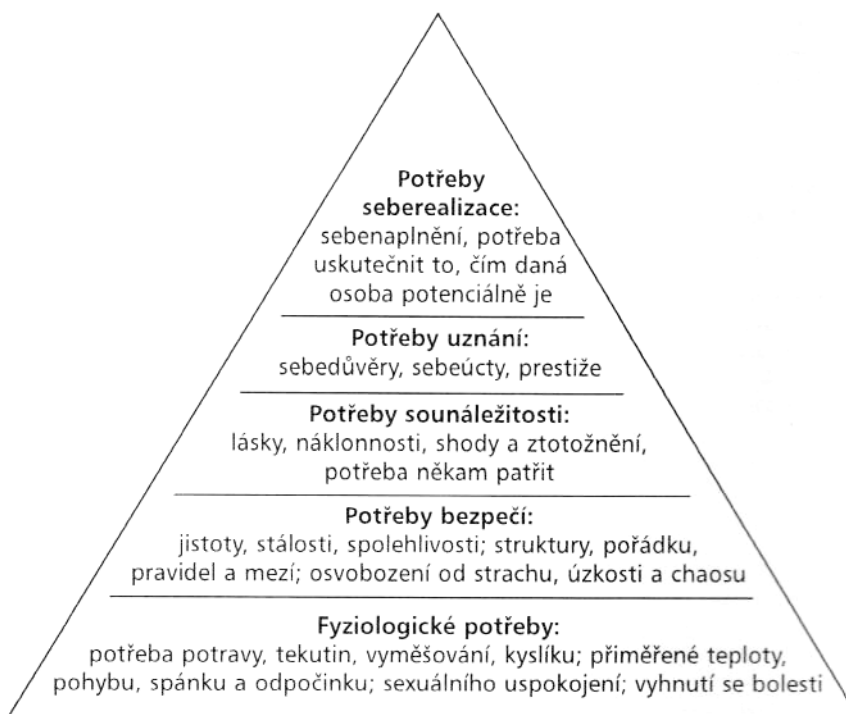 Potřeby
seberealizace:
sebenaplnění, potřeba
uskutečnit to, čím daná
osoba potenciálně je
Potřeby uznání:
sebedůvěry, sebeúcty, prestiže
Potřeby sounáležitosti:
lásky, náklonnosti, shody a ztotožnění,
potřeba někam patřit
Potřeby bezpečí:
jistoty, stálosti, spolehlivosti; struktury, pořádku,
pravidel a mezí; osvobození od strachu, úzkosti a chaosu
Fyziologické potřeby:
potřeba potravy, tekutin, vyměšování, kyslíku; přiměřené teploty,
pohybu, spánku a odpočinku; sexuálního uspokojení; vyhnutí se bolesti